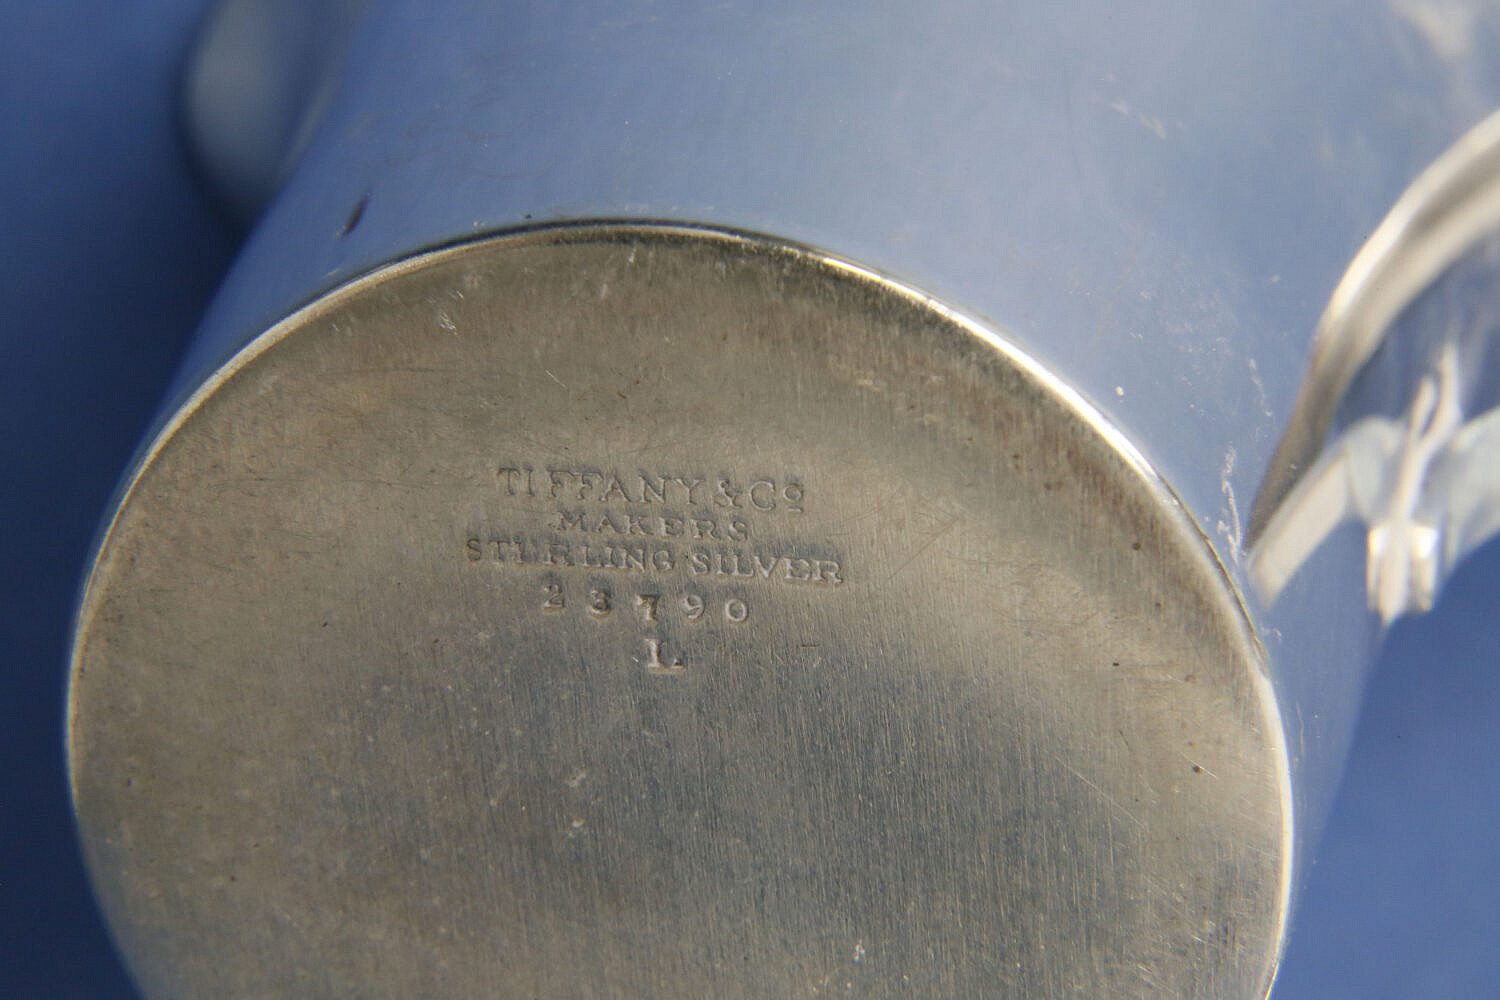 TIFFANY & Cº
MAKERS
STERLING SILVER
23790
L